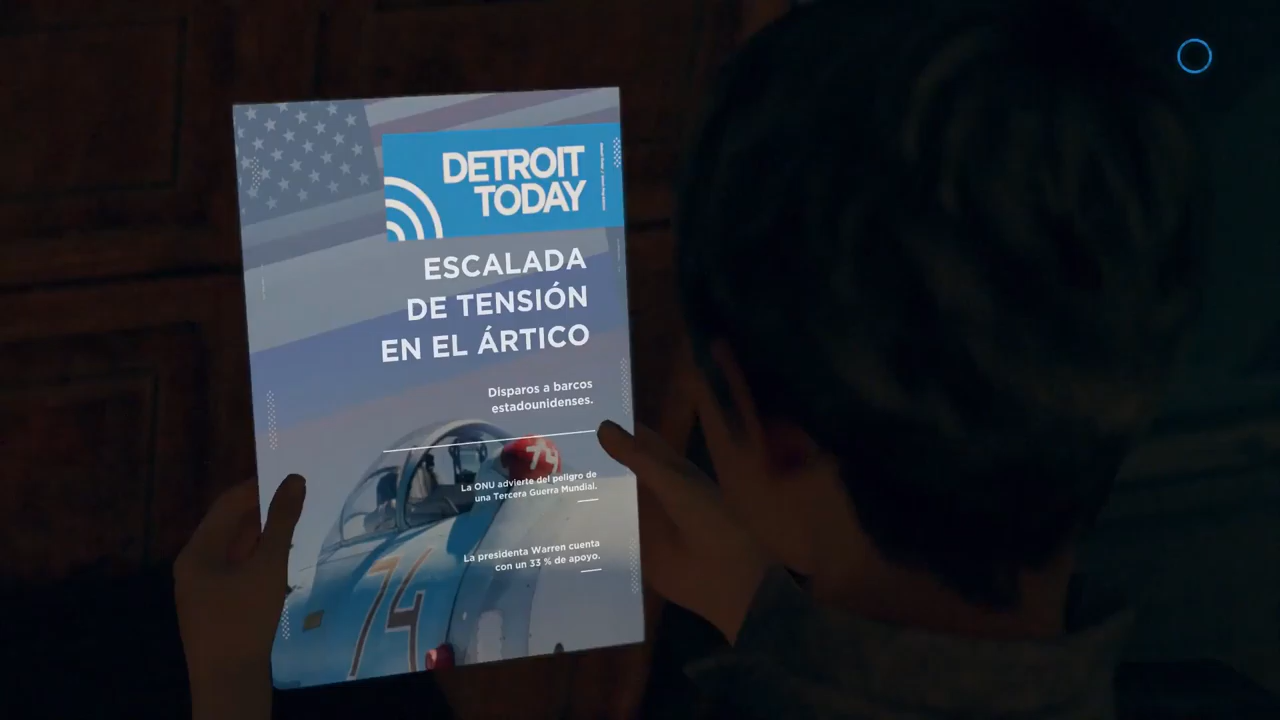 DETROIT
TODAY
ESCALADA
DE TENSIÓN
EN EL ÁRTICO
Disparos a barcos
estadounidenses.
79
La ONU advierte del peligro de
una Tercera Guerra Mundial.
La presidenta Warren cuenta
con un 33 % de apoyo.
74